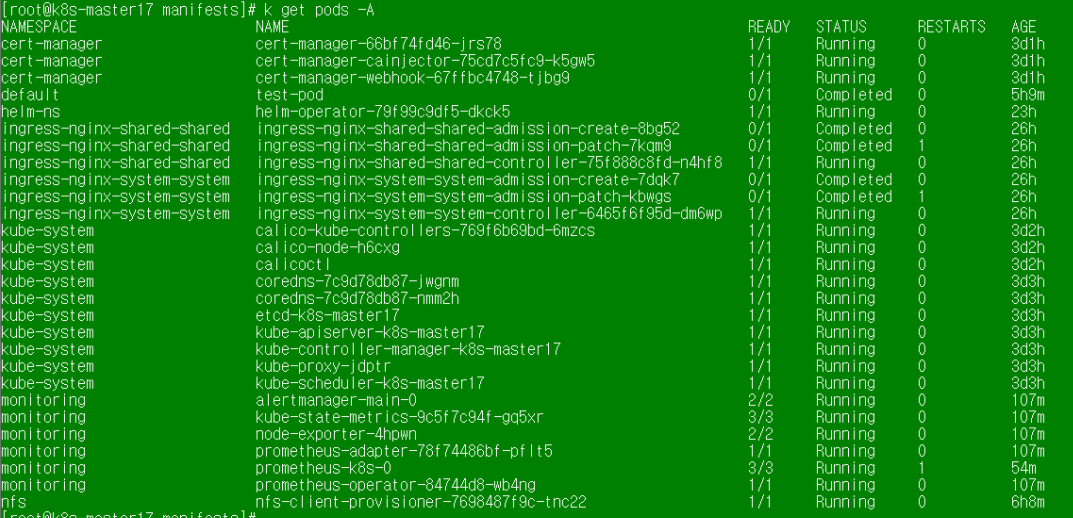 [root@k8s-master17 manifests]# k get pods -A
NAMESPACE NAME READY STATUS RESTARTS AGE
cert-manager cert-manager-66bf74fd46-jrs78 1/1 Running 0 3d1h
cert-manager cert-manager-cainjector-75cd7c5fc9-k5gw5 1/1 Running 0 3d1h
cert-manager cert-manager-webhook-67ffbc4748-tjbg9 1/1 Running 0 3d1h
default test-pod 0/1 Completed 0 5h9m
helm-ns helm-operator-79f99c9df5-dkck5 1/1 Running 0 23h
ingress-nginx-shared-shared ingress-nginx-shared-shared-admission-create-8bg52 0/1 Completed 0 26h
ingress-nginx-shared-shared ingress-nginx-shared-shared-admission-patch-7kqm9 0/1 Completed 1 26h
ingress-nginx-shared-shared ingress-nginx-shared-shared-controller-75f888c8fd-n4hf8 1/1 Running 0 26h
ingress-nginx-system-system ingress-nginx-system-system-admission-create-7dqk7 0/1 Completed 0 26h
ingress-nginx-system-system ingress-nginx-system-system-admission-patch-kbwgs 0/1 Completed 1 26h
ingress-nginx-system-system ingress-nginx-system-system-controller-6465f6f95d-dm6wp 1/1 Running 0 26h
kube-system calico-kube-controllers-769f6b69bd-6mzcs 1/1 Running 0 3d2h
kube-system calico-node-h6cxg 1/1 Running 0 3d2h
kube-system calicoctl 1/1 Running 0 3d2h
kube-system coredns-7c9d78db87-jwgnm 1/1 Running 0 3d3h
kube-system coredns-7c9d78db87-nmm2h 1/1 Running 0 3d3h
kube-system etcd-k8s-master17 1/1 Running 0 3d3h
kube-system kube-apiserver-k8s-master17 1/1 Running 0 3d3h
kube-system kube-controller-manager-k8s-master17 1/1 Running 0 3d3h
kube-system kube-proxy-jdptr 1/1 Running 0 3d3h
kube-system kube-scheduler-k8s-master17 1/1 Running 0 3d3h
monitoring alertmanager-main-0 2/2 Running 0 107m
monitoring kube-state-metrics-9c5f7c94f-gq5xr 3/3 Running 0 107m
monitoring node-exporter-4hpwn 2/2 Running 0 107m
monitoring prometheus-adapter-78f74486bf-pflt5 1/1 Running 0 107m
monitoring prometheus-k8s-0 3/3 Running 1 54m
monitoring prometheus-operator-84744d8-wb4ng 1/1 Running 0 107m
nfs nfs-client-provisioner-7698487f9c-tnc22 1/1 Running 0 6h8m
[root@k8s-master17 manifests]#